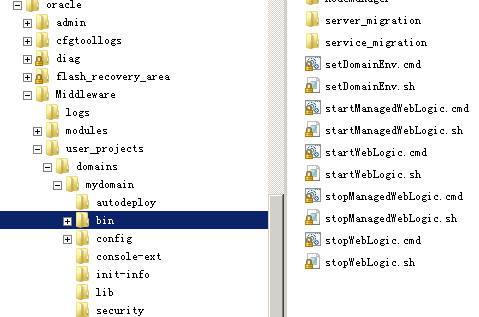 oracle
admin
cfgtoollogs
diag
flash_recovery_area
Middleware
logs
modules
user_projects
domains
mydomain
autodeploy
bin
config
console-ext
init-info
lib
security
nodemanager
server_migration
service_migration
setDomainEnv.cmd
setDomainEnv.sh
startManagedWebLogic.cmd
startManagedWebLogic.sh
startWebLogic.cmd
startWebLogic.sh
stopManagedWebLogic.cmd
stopManagedWebLogic.sh
stopWebLogic.cmd
stopWebLogic.sh